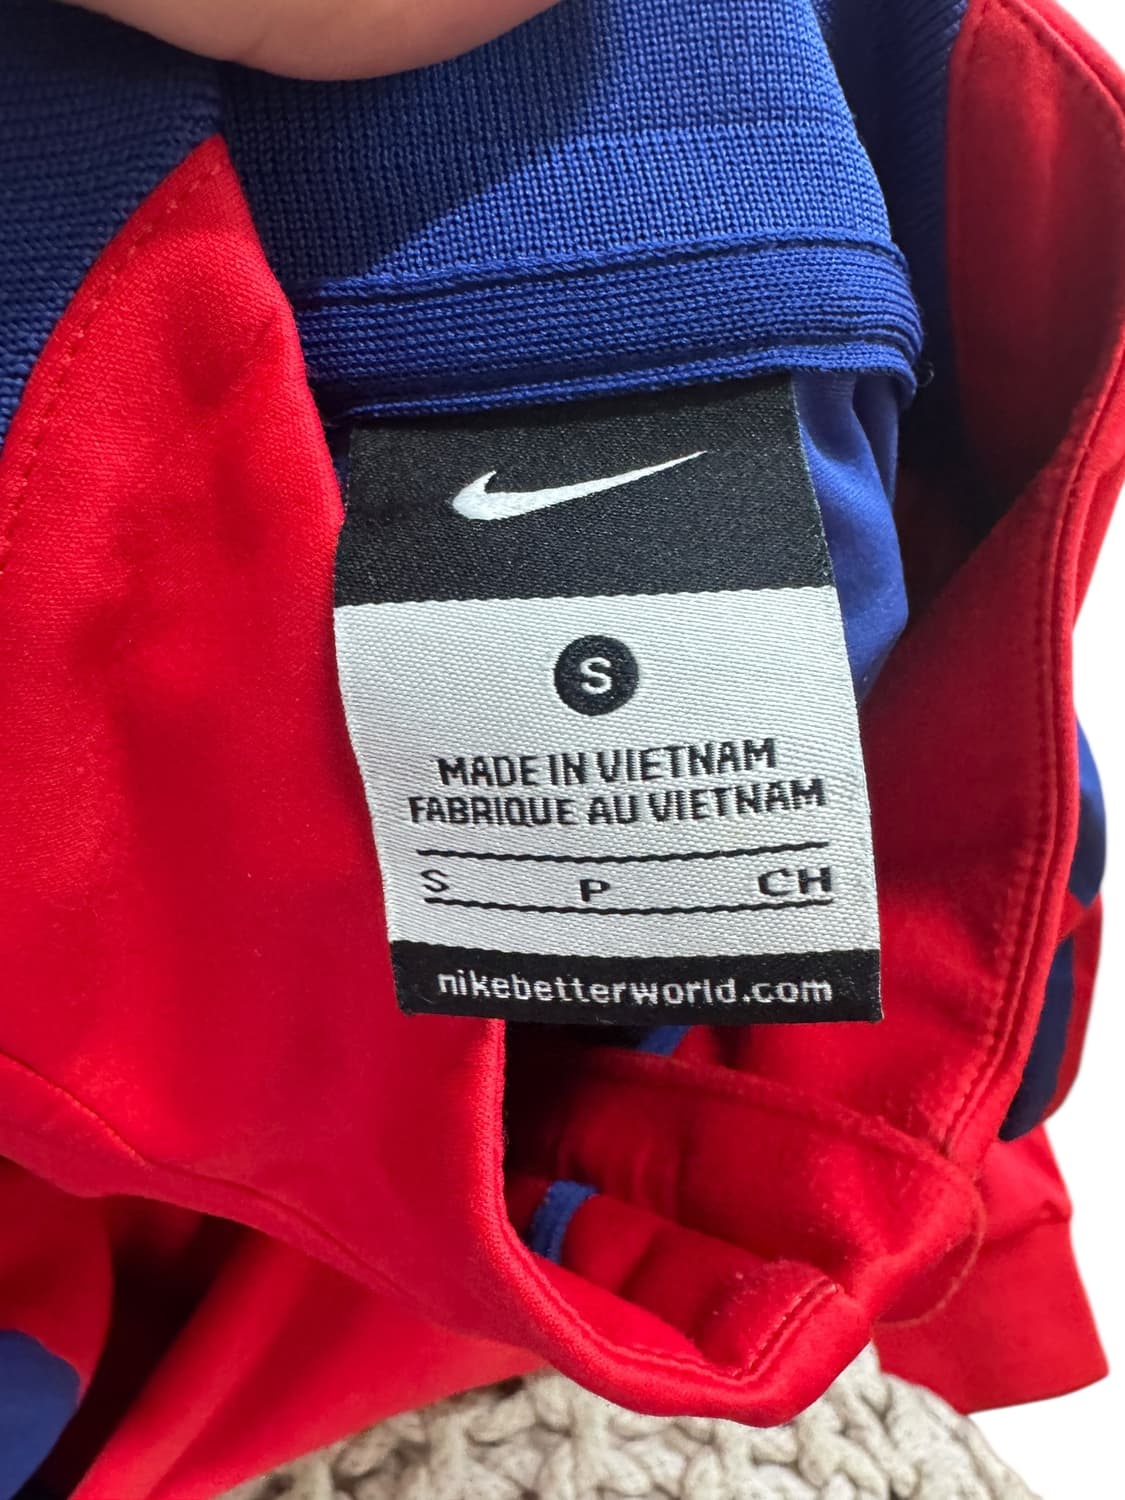 S
MADE IN VIETNAM
FABRIQUE AU VIETNAM
S P CH
nikebetterworld.com